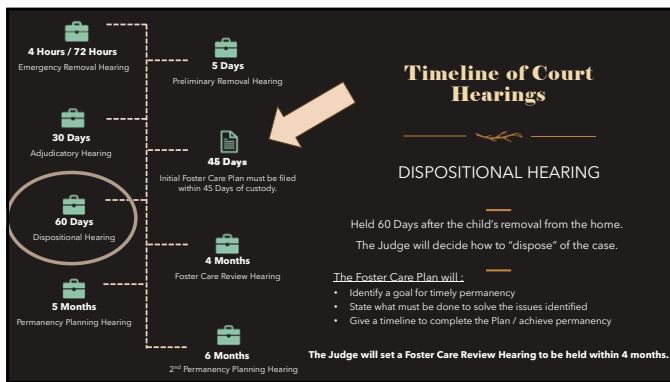 4 Hours / 72 Hours
Emergency Removal Hearing
5 Days
Preliminary Removal Hearing
30 Days
Adjudicatory Hearing
45 Days
Initial Foster Care Plan must be filed
within 45 Days of custody.
60 Days
Dispositional Hearing
4 Months
Foster Care Review Hearing
5 Months
Permanency Planning Hearing
6 Months
2nd Permanency Planning Hearing
Timeline of Court
Hearings
DISPOSITIONAL HEARING
Held 60 Days after the child's removal from the home.
The Judge will decide how to "dispose" of the case.
The Foster Care Plan will :
• Identify a goal for timely permanency
• State what must be done to solve the issues identified
• Give a timeline to complete the Plan / achieve permanency
The Judge will set a Foster Care Review Hearing to be held within 4 months.